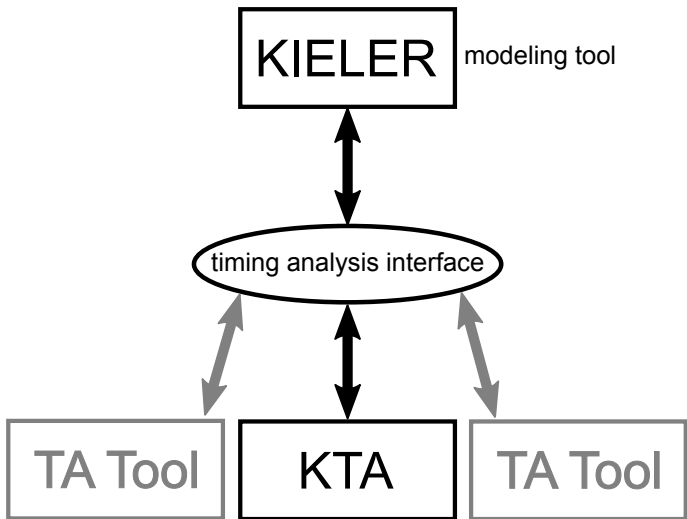 KIELER
modeling tool
timing analysis interface
TA Tool
KTA
TA Tool